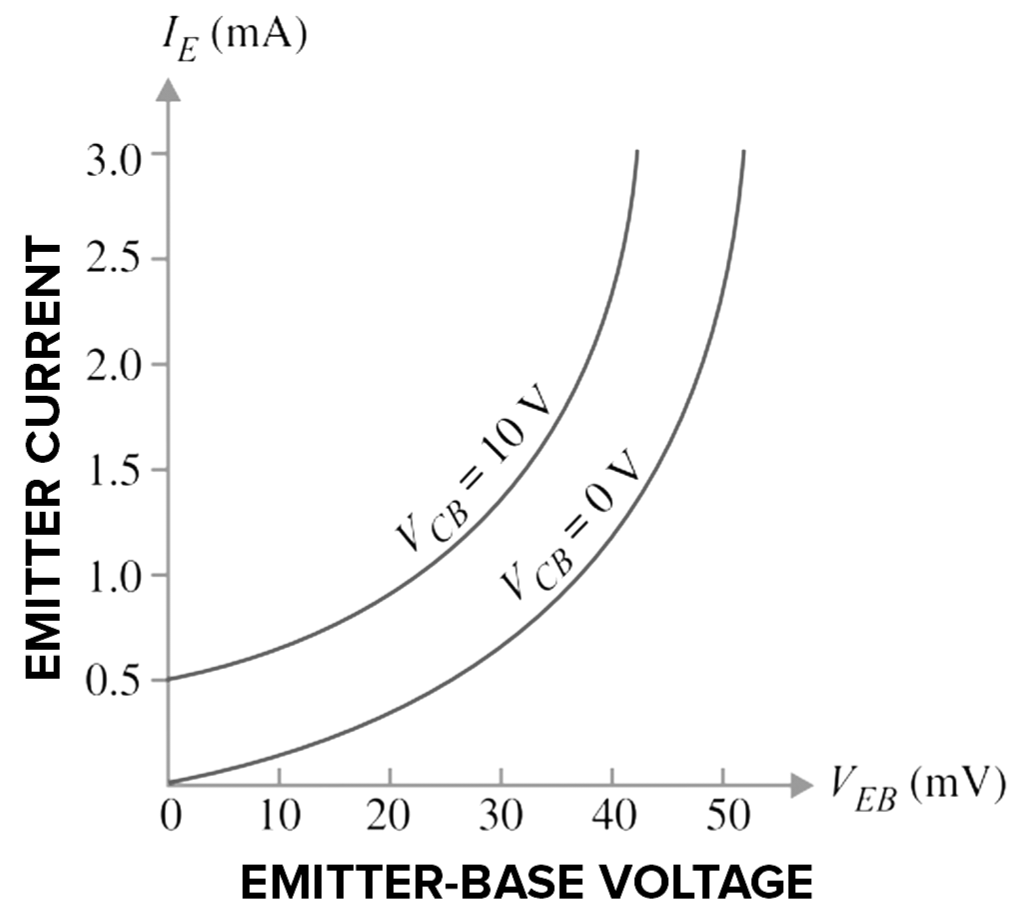 I_E (mA)
3.0
2.5
2.0
1.5
1.0
0.5
EMITTER CURRENT
V_CB = 10 V
V_CB = 0 V
0 10 20 30 40 50
V_EB (mV)
EMITTER-BASE VOLTAGE